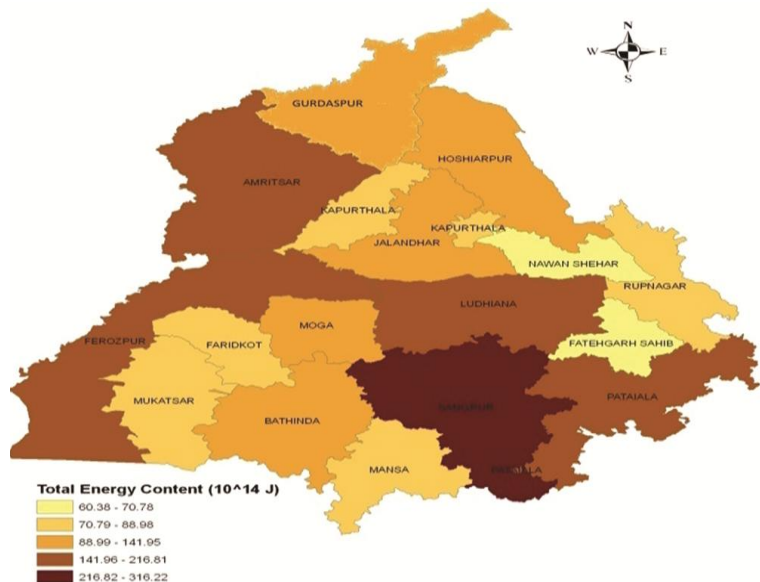 N
W E
S
GURDASPUR
HOSHIARPUR
AMRITSAR
KAPURTHALA
KAPURTHALA
JALANDHAR
NAWAN SHEHAR
RUPNAGAR
LUDHIANA
MOGA
FEROZPUR
FARIDKOT
FATEHGARH SAHIB
MUKATSAR
PATAIALA
BATHINDA
MANSA
Total Energy Content (10^14 J)
60.38 - 70.78
70.79 - 88.98
88.99 - 141.95
141.96 - 216.81
216.82 - 316.22